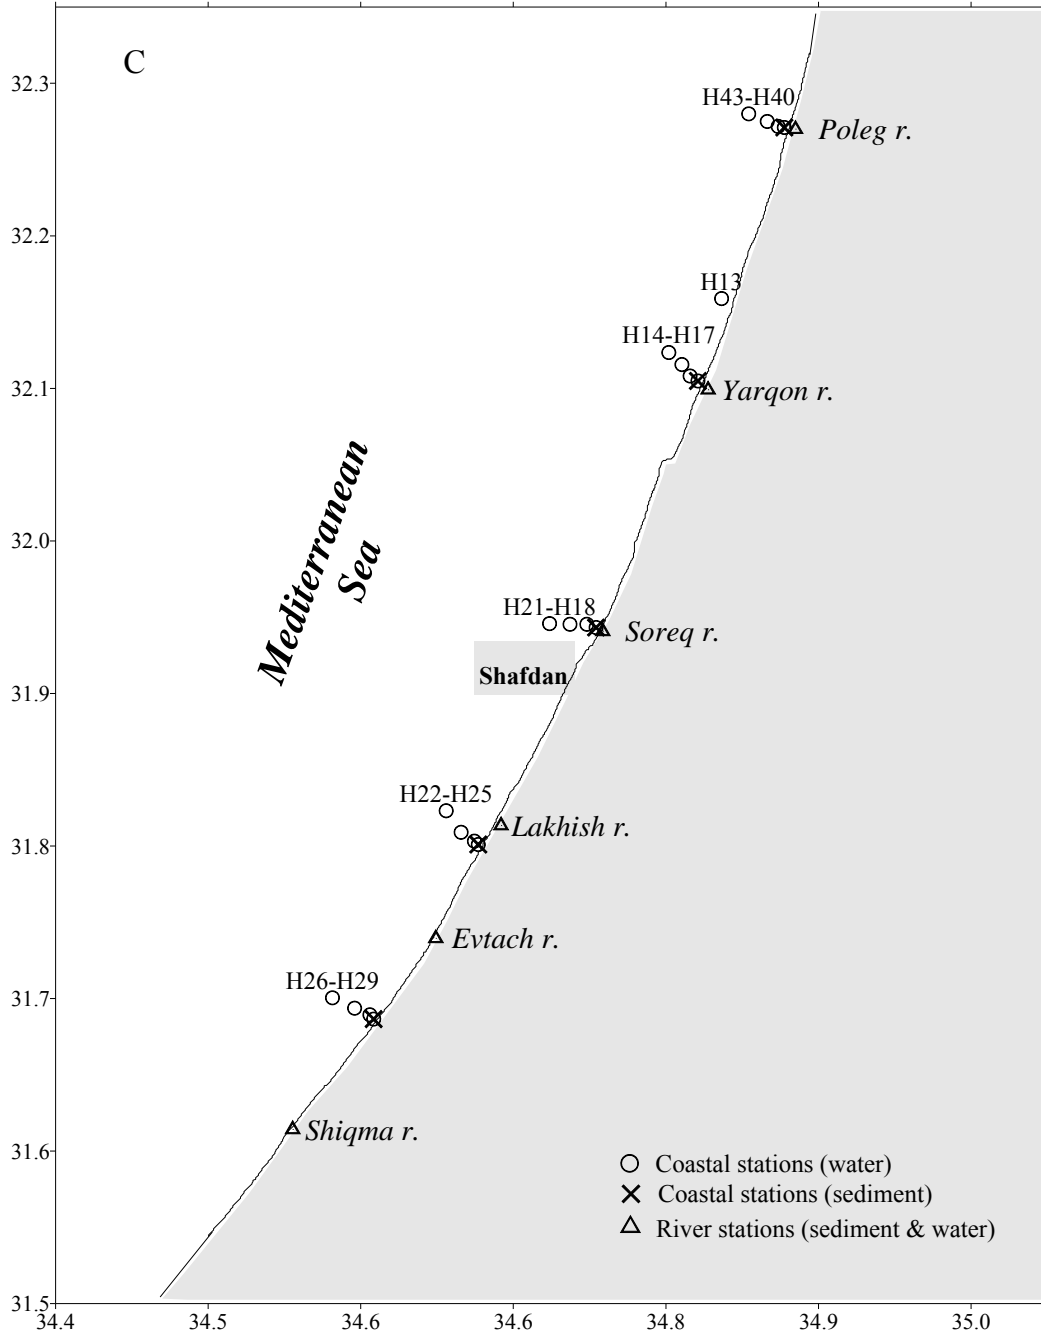 C
32.3
H43-H40
Poleg r.
32.2
H13
H14-H17
32.1
Yarqon r.
Mediterranean
Sea
32.0
H21-H18
Soreq r.
Shafdan
31.9
H22-H25
Lakhish r.
31.8
Evtach r.
H26-H29
31.7
Shiqma r.
31.6
Coastal stations (water)
Coastal stations (sediment)
River stations (sediment & water)
31.5
34.4 34.5 34.6 34.6 34.8 34.9 35.0